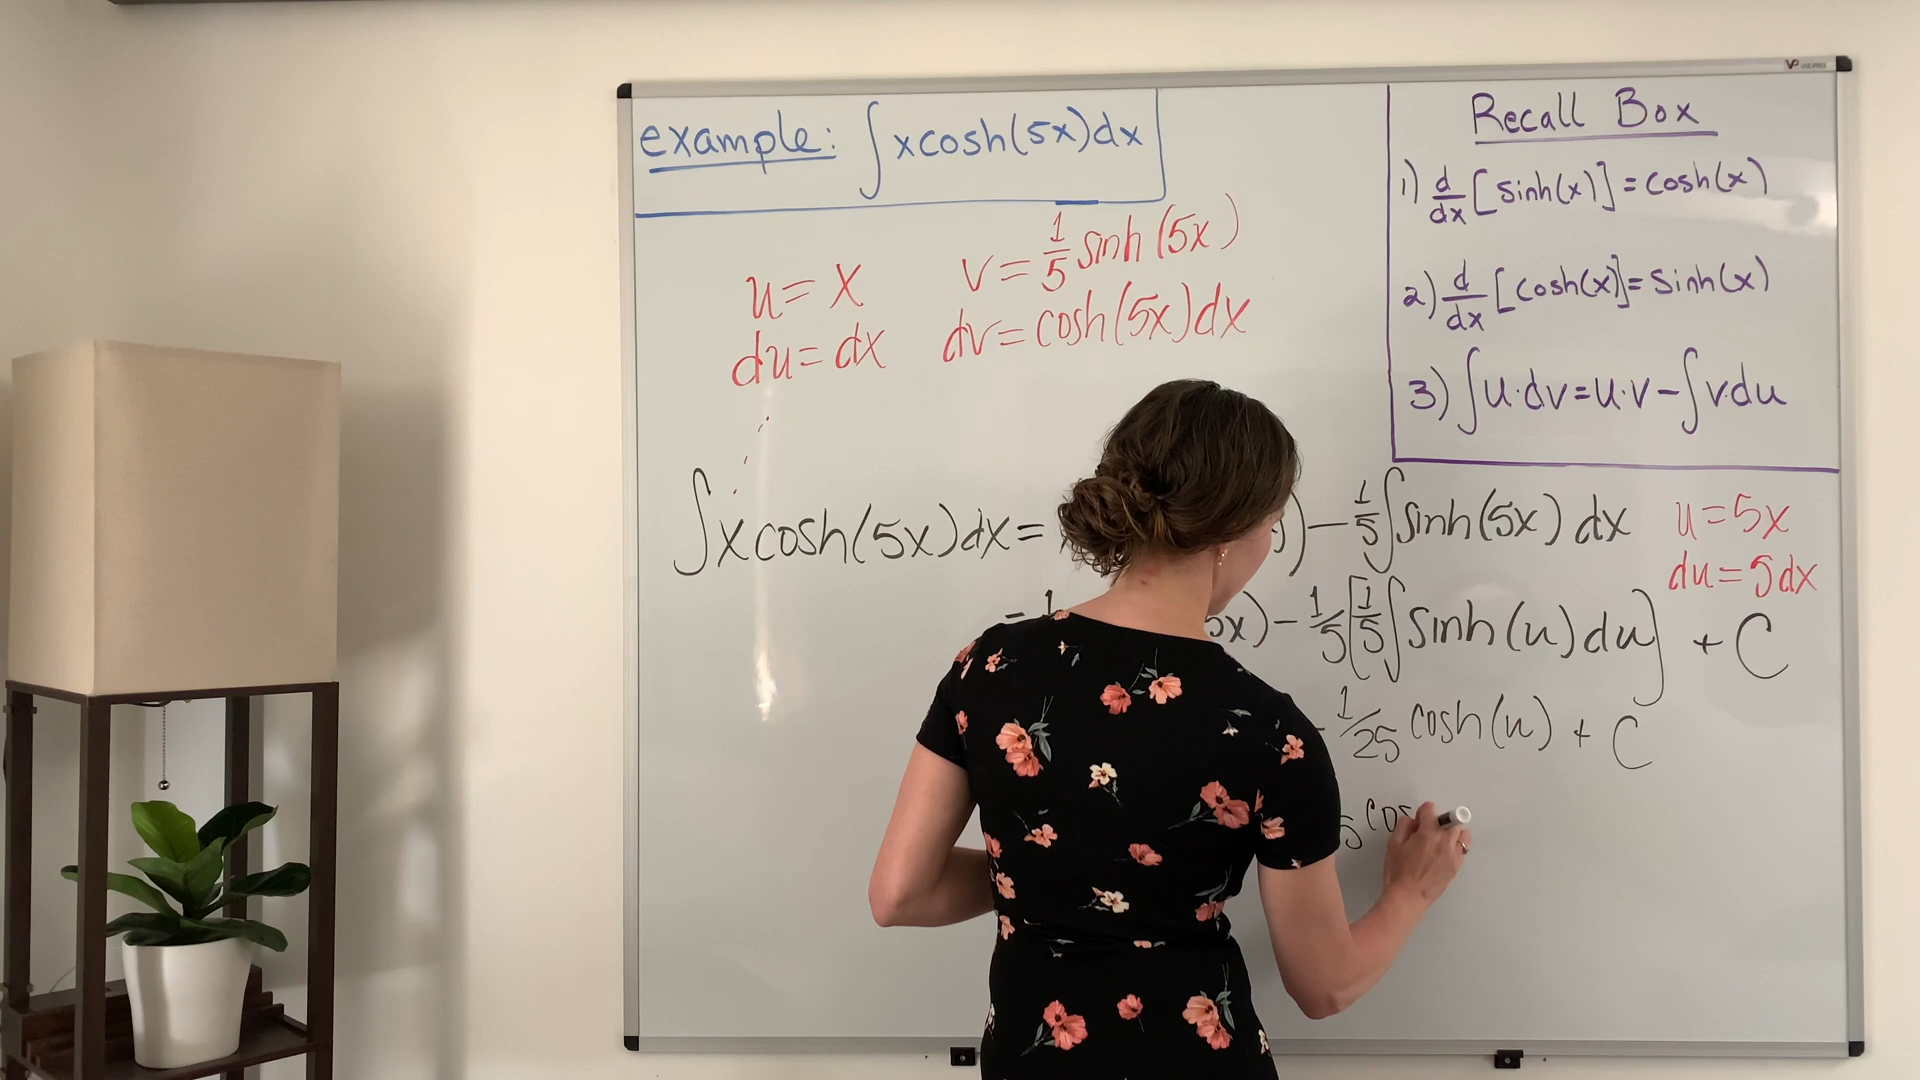 example: ∫xcosh(5x)dx
Recall Box
1) d/dx [sinh(x)] = cosh(x)
2) d/dx [cosh(x)] = sinh(x)
3) ∫u·dv=u·v-∫v·du
u=x v=1/5 sinh(5x)
du=dx dv=cosh(5x)dx
∫xcosh(5x)dx= ) - 1/5 ∫sinh(5x) dx
u=5x
du=5dx
= 5x) - 1/5 [1/5 ∫sinh(u)du] + C
1/25 cosh(u) + C
5 cos